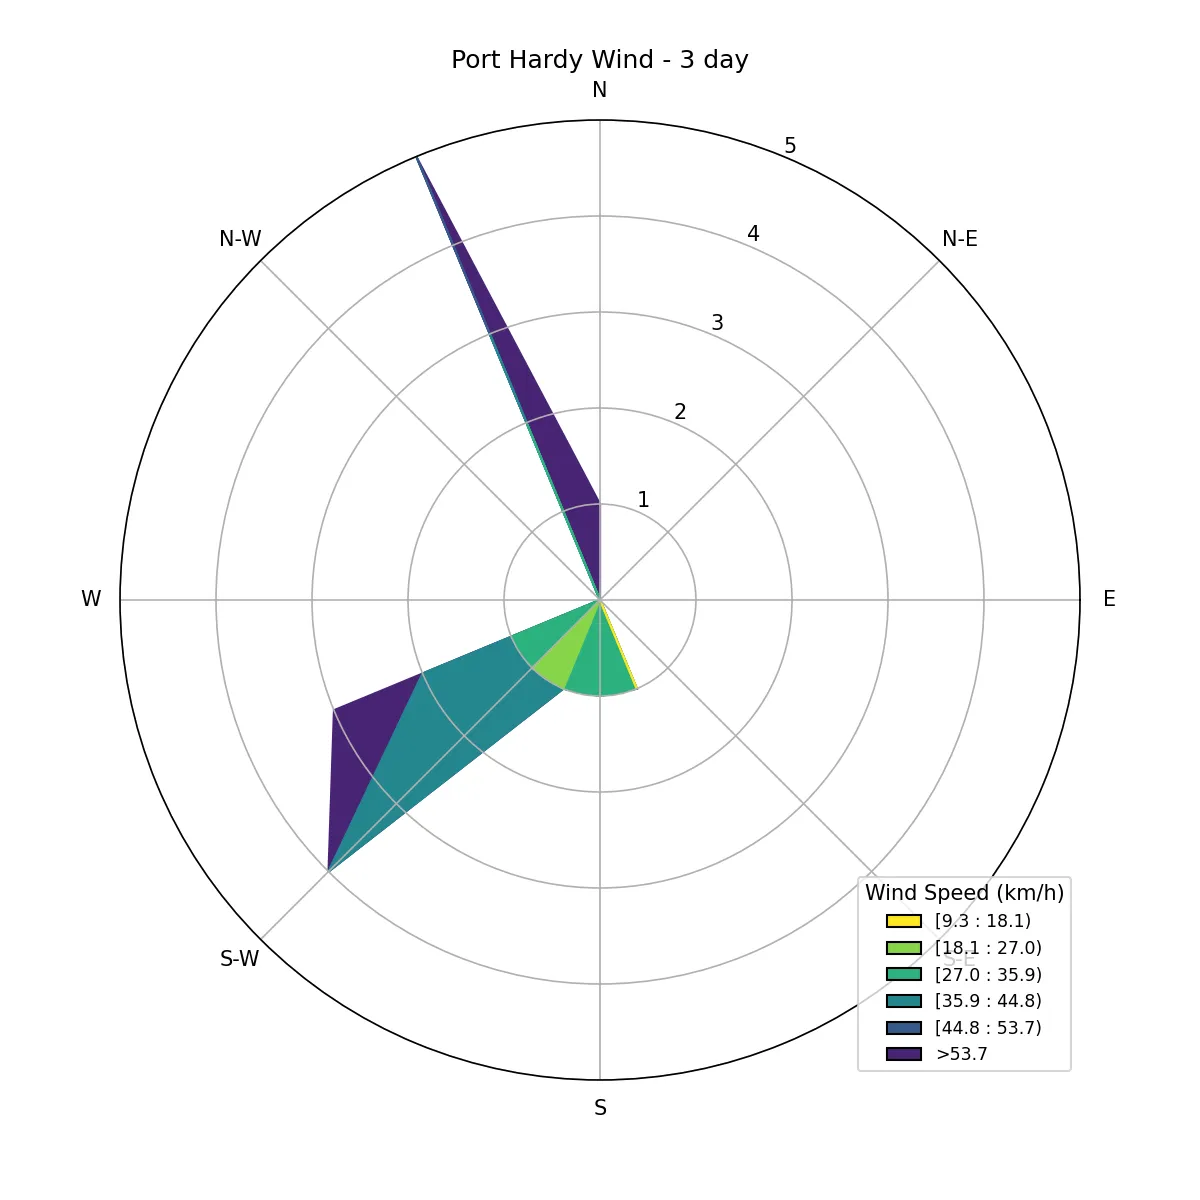 Port Hardy Wind - 3 day
N
5
N-W
N-E
4
3
2
1
W
E
Wind Speed (km/h)
[9.3 : 18.1)
[18.1 : 27.0)
S-W
S-E
[27.0 : 35.9)
[35.9 : 44.8)
[44.8 : 53.7)
>53.7
S